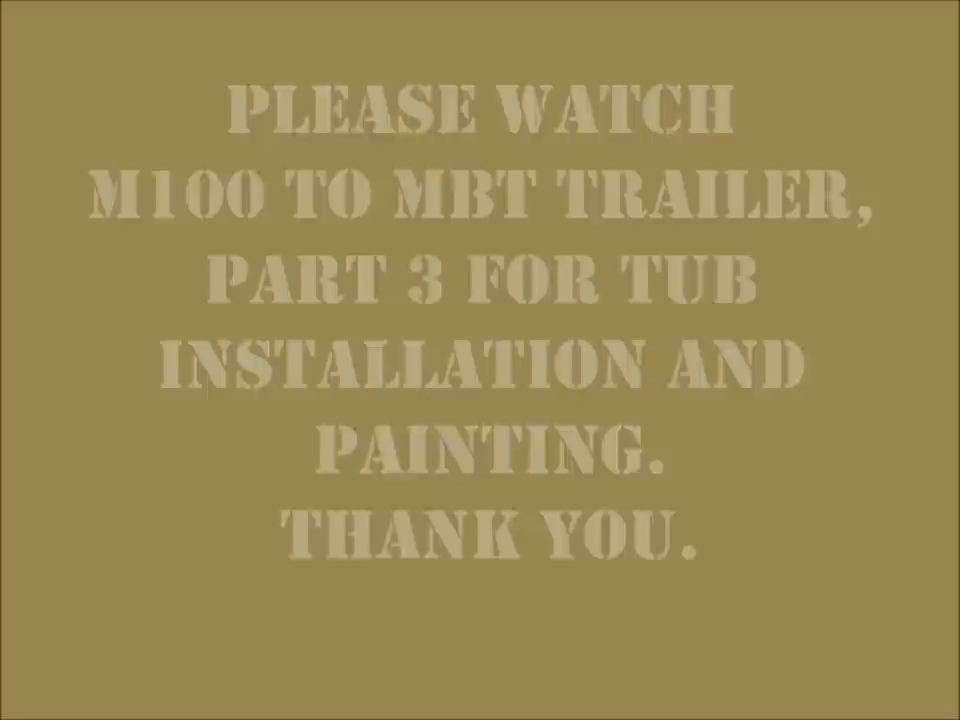 PLEASE WATCH
M100 TO MBT TRAILER,
PART 3 FOR TUB
INSTALLATION AND
PAINTING.
THANK YOU.